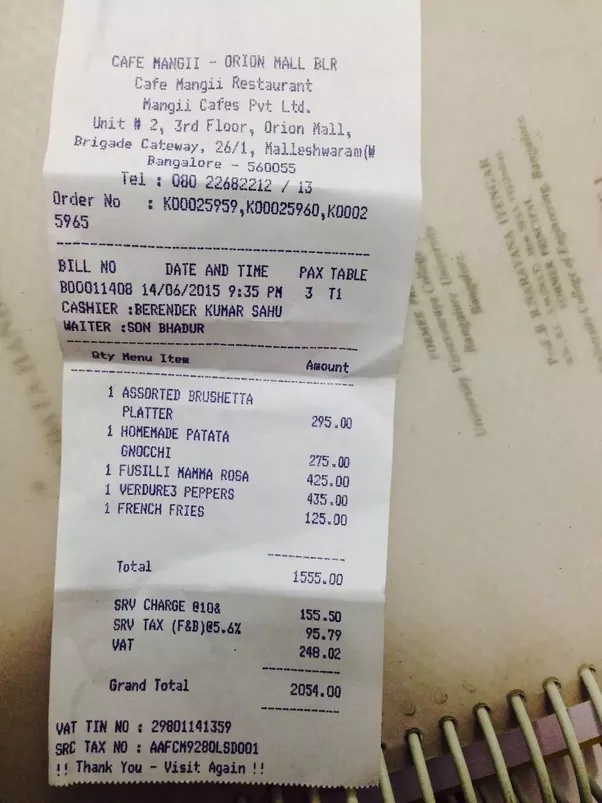 CAFE MANGII - ORION MALL BLR
Cafe Mangii Restaurant
Mangii Cafes Pvt Ltd.
Unit # 2, 3rd Floor, Orion Mall,
Brigade Gateway, 26/1, Malleshwaram(W
Bangalore - 560055
Tel : 080 22682212 / 13
Order No : K00025959,K00025960,K0002
5965
BILL NO DATE AND TIME PAX TABLE
B00011408 14/06/2015 9:35 PM 3 T1
CASHIER :BERENDER KUMAR SAHU
WAITER :SON BHADUR
Qty Menu Item Amount
1 ASSORTED BRUSHETTA
PLATTER 295.00
1 HOMEMADE PATATA
GNOCCHI 275.00
1 FUSILLI MAMMA ROSA 425.00
1 VERDURE3 PEPPERS 435.00
1 FRENCH FRIES 125.00
Total 1555.00
SRV CHARGE @10& 155.50
SRV TAX (F&B)@5.6% 95.79
VAT 248.02
Grand Total 2054.00
VAT TIN NO : 29801141359
SRC TAX NO : AAFCM9280LSD001
!! Thank You - Visit Again !!